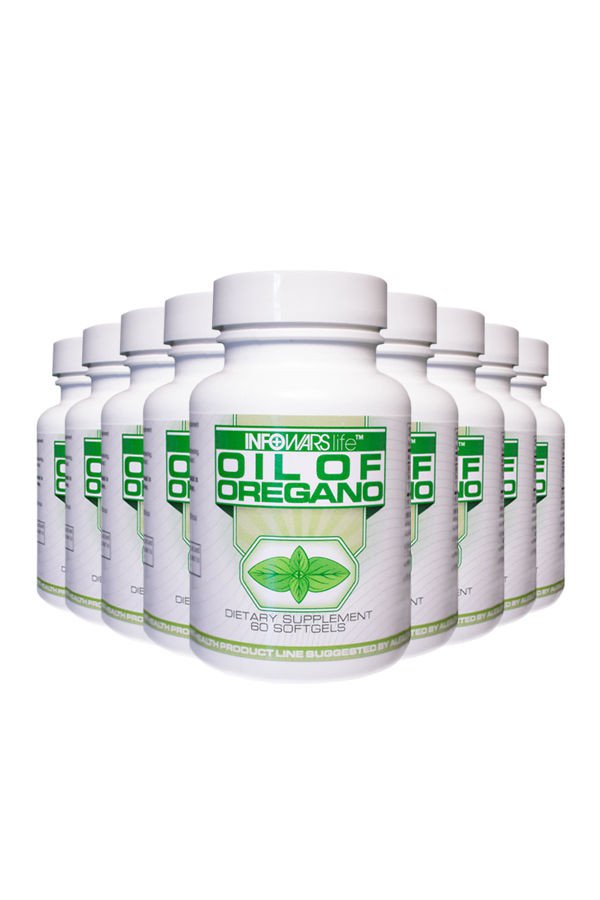 INFOWARS life™
OIL OF
OREGANO
DIETARY SUPPLEMENT
60 SOFTGELS
HEALTH PRODUCT LINE SUGGESTED BY